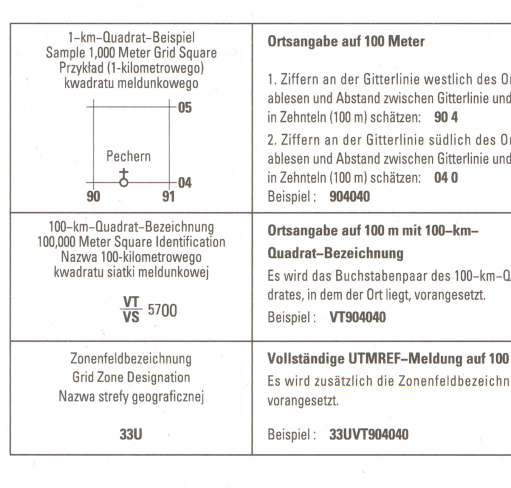 1-km-Quadrat-Beispiel
Sample 1,000 Meter Grid Square
Przykład (1-kilometrowego)
kwadratu meldunkowego
05
Pechern
04
90 91
Ortsangabe auf 100 Meter
1. Ziffern an der Gitterlinie westlich des
ablesen und Abstand zwischen Gitterlinie und
in Zehnteln (100 m) schätzen: 90 4
2. Ziffern an der Gitterlinie südlich des
ablesen und Abstand zwischen Gitterlinie und
in Zehnteln (100 m) schätzen: 04 0
Beispiel: 904040
100-km-Quadrat-Bezeichnung
100,000 Meter Square Identification
Nazwa 100-kilometrowego
kwadratu siatki meldunkowej
VT
VS 5700
Ortsangabe auf 100 m mit 100-km-
Quadrat-Bezeichnung
Es wird das Buchstabenpaar des 100-km-Q
drates, in dem der Ort liegt, vorangesetzt.
Beispiel: VT904040
Zonenfeldbezeichnung
Grid Zone Designation
Nazwa strefy geograficznej
33U
Vollständige UTMREF-Meldung auf 100
Es wird zusätzlich die Zonenfeldbezeichn
vorangesetzt.
Beispiel: 33UVT904040